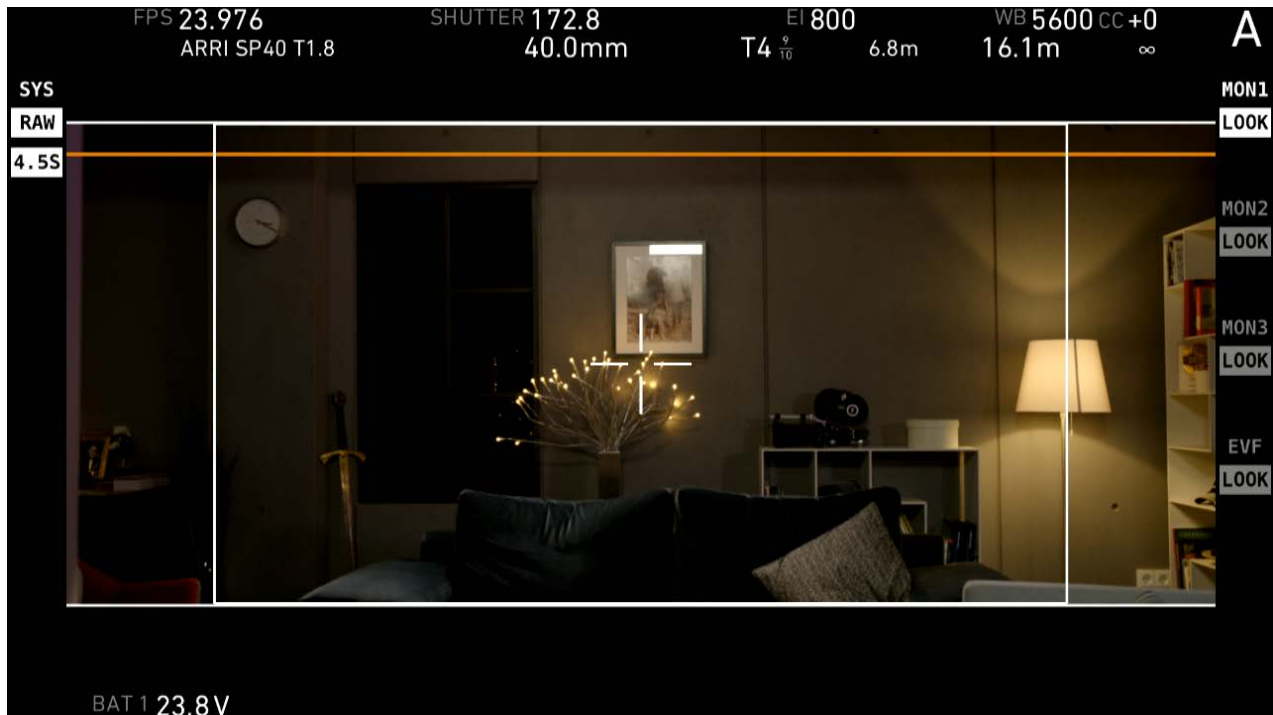 FPS 23.976 SHUTTER 172.8 EI 800 WB 5600 CC +0 A
ARRI SP40 T1.8 40.0mm T4 9/10 6.8m 16.1m ∞
SYS
RAW
4.5S
MON1
LOOK
MON2
LOOK
MON3
LOOK
EVF
LOOK
BAT 1 23.8 V